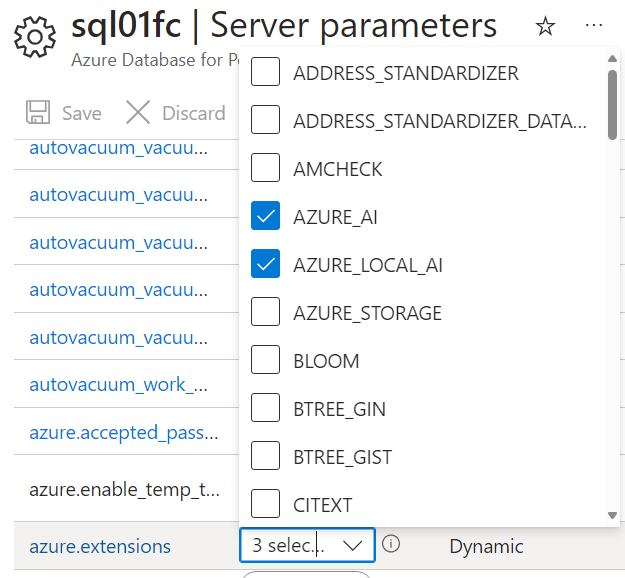 sql01fc | Server parameters
Azure Database for Po
Save Discard
ADDRESS_STANDARDIZER
ADDRESS_STANDARDIZER_DATA...
AMCHECK
AZURE_AI
AZURE_LOCAL_AI
AZURE_STORAGE
BLOOM
BTREE_GIN
BTREE_GIST
CITEXT
autovacuum_vacuu...
autovacuum_vacuu...
autovacuum_vacuu...
autovacuum_vacuu...
autovacuum_vacuu...
autovacuum_work_...
azure.accepted_pass...
azure.enable_temp_t...
azure.extensions 3 selec... Dynamic